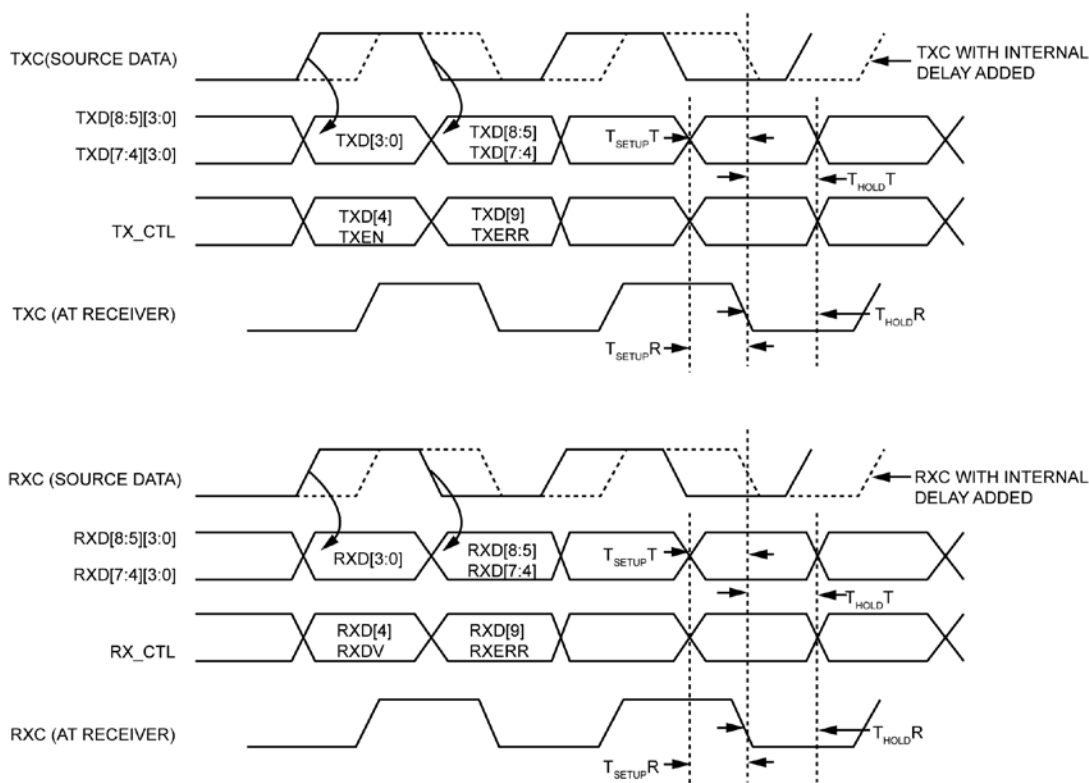 TXC(SOURCE DATA)
TXC WITH INTERNAL
DELAY ADDED
TXD[8:5][3:0]
TXD[7:4][3:0]
TXD[3:0]
TXD[8:5]
TXD[7:4]
TSETUPT
THOLDT
TX_CTL
TXD[4]
TXEN
TXD[9]
TXERR
TXC (AT RECEIVER)
THOLDR
TSETUPR
RXC (SOURCE DATA)
RXC WITH INTERNAL
DELAY ADDED
RXD[8:5][3:0]
RXD[7:4][3:0]
RXD[3:0]
RXD[8:5]
RXD[7:4]
TSETUPT
THOLDT
RX_CTL
RXD[4]
RXDV
RXD[9]
RXERR
RXC (AT RECEIVER)
THOLDR
TSETUPR